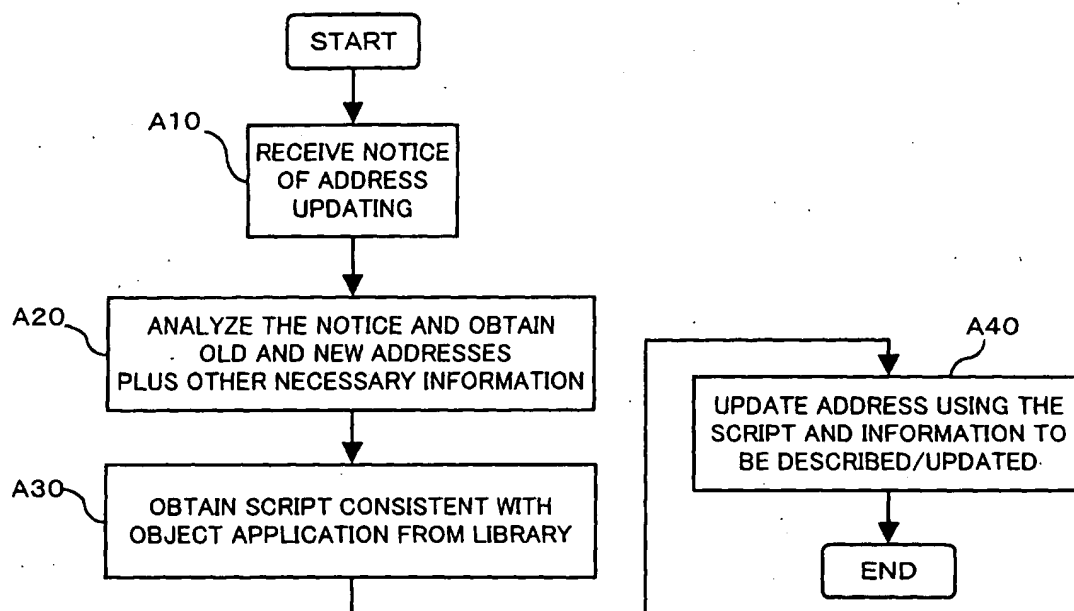 START
A10
RECEIVE NOTICE
OF ADDRESS
UPDATING
A20
ANALYZE THE NOTICE AND OBTAIN
OLD AND NEW ADDRESSES
PLUS OTHER NECESSARY INFORMATION
A30
OBTAIN SCRIPT CONSISTENT WITH
OBJECT APPLICATION FROM LIBRARY
A40
UPDATE ADDRESS USING THE
SCRIPT AND INFORMATION TO
BE DESCRIBED/UPDATED
END